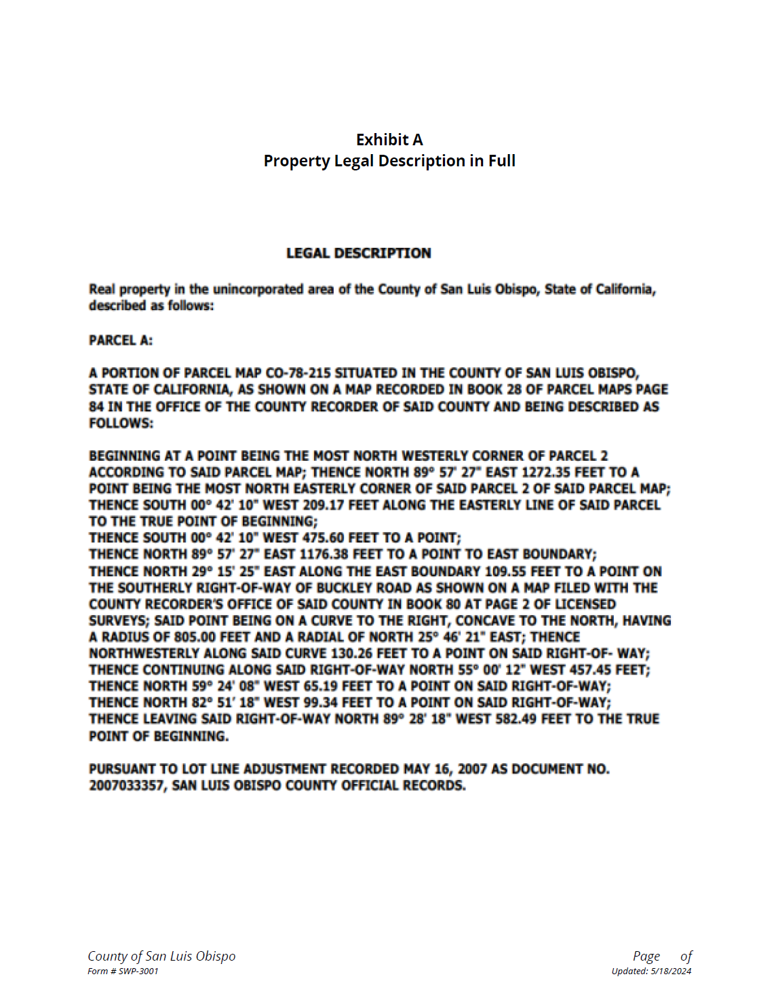 Exhibit A
Property Legal Description in Full
LEGAL DESCRIPTION
Real property in the unincorporated area of the County of San Luis Obispo, State of California,
described as follows:
PARCEL A:
A PORTION OF PARCEL MAP CO-78-215 SITUATED IN THE COUNTY OF SAN LUIS OBISPO,
STATE OF CALIFORNIA, AS SHOWN ON A MAP RECORDED IN BOOK 28 OF PARCEL MAPS PAGE
84 IN THE OFFICE OF THE COUNTY RECORDER OF SAID COUNTY AND BEING DESCRIBED AS
FOLLOWS:
BEGINNING AT A POINT BEING THE MOST NORTH WESTERLY CORNER OF PARCEL 2
ACCORDING TO SAID PARCEL MAP; THENCE NORTH 89° 57' 27" EAST 1272.35 FEET TO A
POINT BEING THE MOST NORTH EASTERLY CORNER OF SAID PARCEL 2 OF SAID PARCEL MAP;
THENCE SOUTH 00° 42' 10" WEST 209.17 FEET ALONG THE EASTERLY LINE OF SAID PARCEL
TO THE TRUE POINT OF BEGINNING;
THENCE SOUTH 00° 42' 10" WEST 475.60 FEET TO A POINT;
THENCE NORTH 89° 57' 27" EAST 1176.38 FEET TO A POINT TO EAST BOUNDARY;
THENCE NORTH 29° 15' 25" EAST ALONG THE EAST BOUNDARY 109.55 FEET TO A POINT ON
THE SOUTHERLY RIGHT-OF-WAY OF BUCKLEY ROAD AS SHOWN ON A MAP FILED WITH THE
COUNTY RECORDER'S OFFICE OF SAID COUNTY IN BOOK 80 AT PAGE 2 OF LICENSED
SURVEYS; SAID POINT BEING ON A CURVE TO THE RIGHT, CONCAVE TO THE NORTH, HAVING
A RADIUS OF 805.00 FEET AND A RADIAL OF NORTH 25° 46' 21" EAST; THENCE
NORTHWESTERLY ALONG SAID CURVE 130.26 FEET TO A POINT ON SAID RIGHT-OF- WAY;
THENCE CONTINUING ALONG SAID RIGHT-OF-WAY NORTH 55° 00' 12" WEST 457.45 FEET;
THENCE NORTH 59° 24' 08" WEST 65.19 FEET TO A POINT ON SAID RIGHT-OF-WAY;
THENCE NORTH 82° 51' 18" WEST 99.34 FEET TO A POINT ON SAID RIGHT-OF-WAY;
THENCE LEAVING SAID RIGHT-OF-WAY NORTH 89° 28' 18" WEST 582.49 FEET TO THE TRUE
POINT OF BEGINNING.
PURSUANT TO LOT LINE ADJUSTMENT RECORDED MAY 16, 2007 AS DOCUMENT NO.
2007033357, SAN LUIS OBISPO COUNTY OFFICIAL RECORDS.
County of San Luis Obispo Page of
Form # SWP-3001 Updated: 5/18/2024